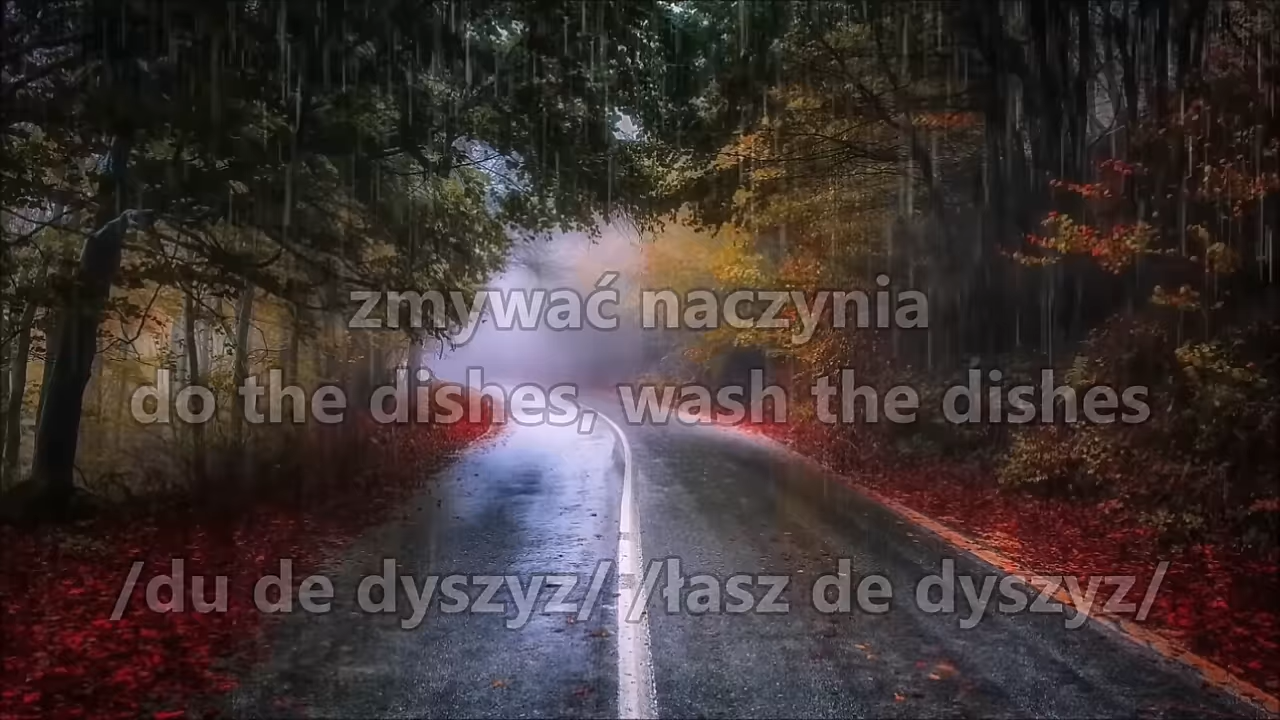 zmywać naczynia
do the dishes, wash the dishes
/du de dyszyz/ /łasz de dyszyz/